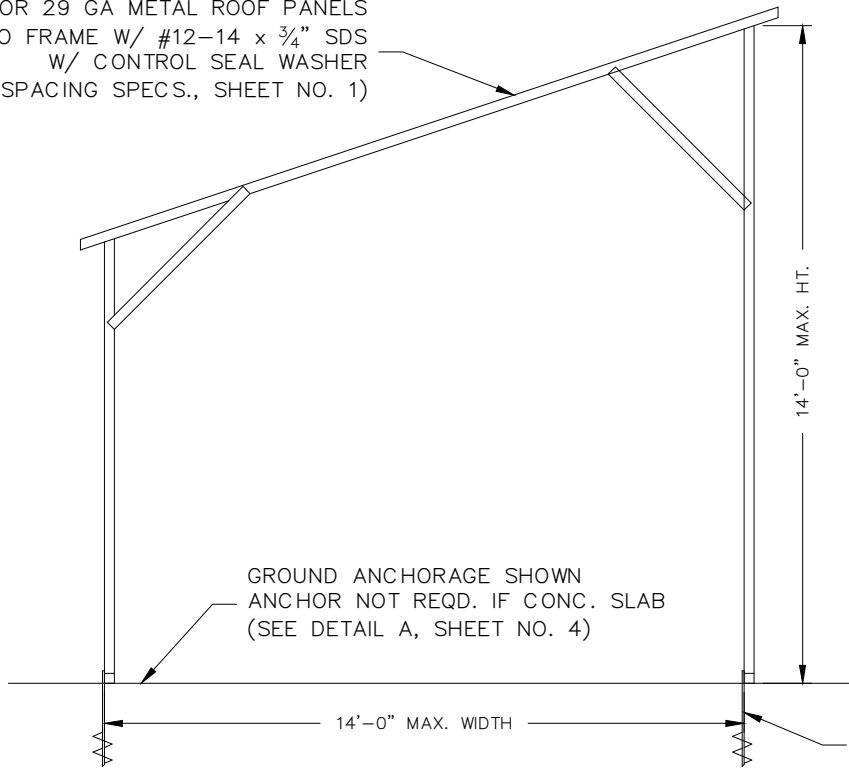 OR 29 GA METAL ROOF PANELS
O FRAME W/ #12–14 x ¾" SDS
W/ CONTROL SEAL WASHER
SPACING SPECS., SHEET NO. 1)
14'–0" MAX. HT.
GROUND ANCHORAGE SHOWN
ANCHOR NOT REQD. IF CONC. SLAB
(SEE DETAIL A, SHEET NO. 4)
14'–0" MAX. WIDTH